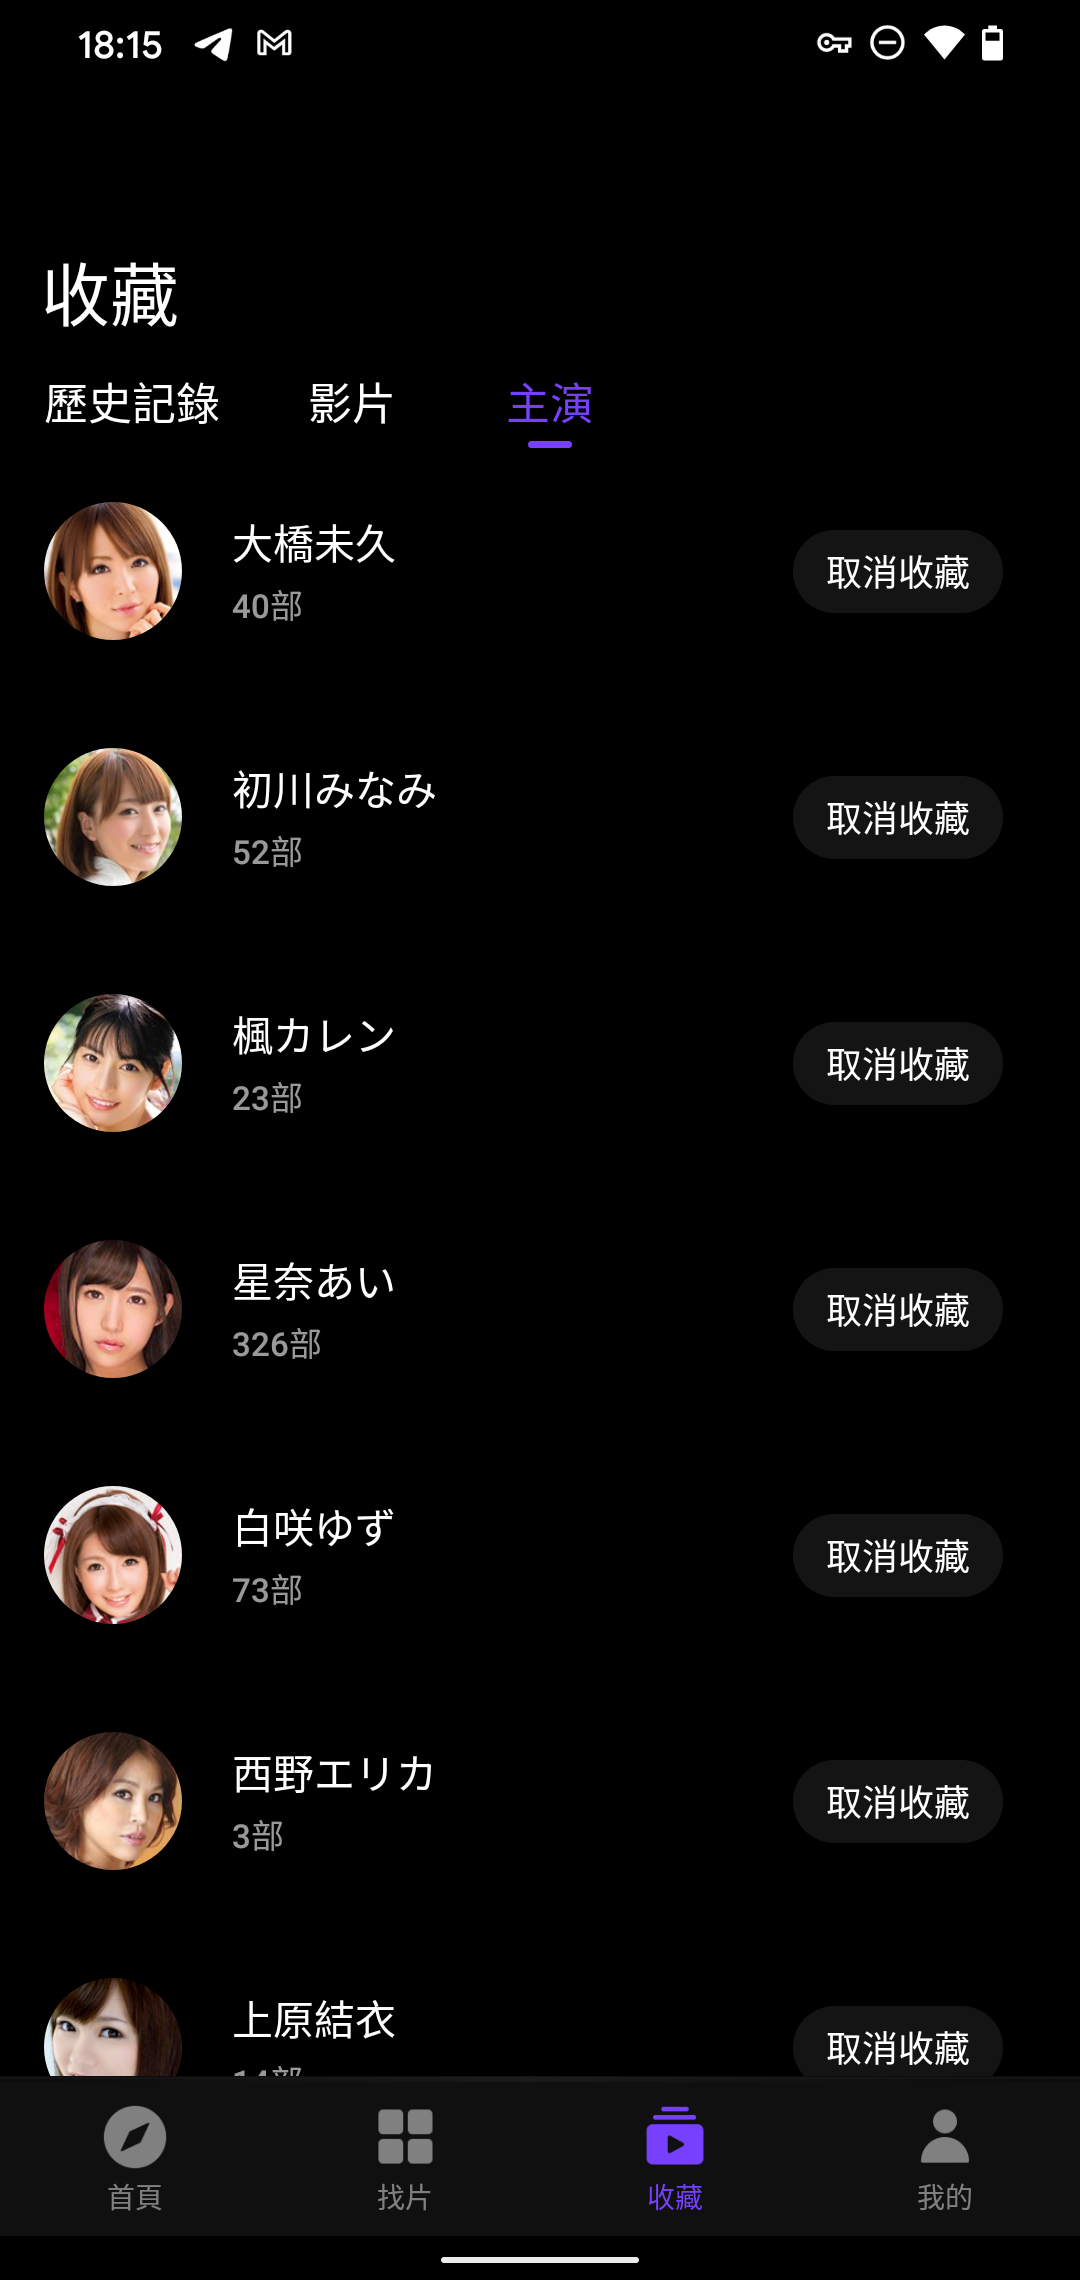 18:15
收藏
歷史記錄 影片 主演
大橋未久
40部
取消收藏
初川みなみ
52部
取消收藏
楓カレン
23部
取消收藏
星奈あい
326部
取消收藏
白咲ゆず
73部
取消收藏
西野エリカ
3部
取消收藏
上原結衣
14部
取消收藏
首頁 找片 收藏 我的